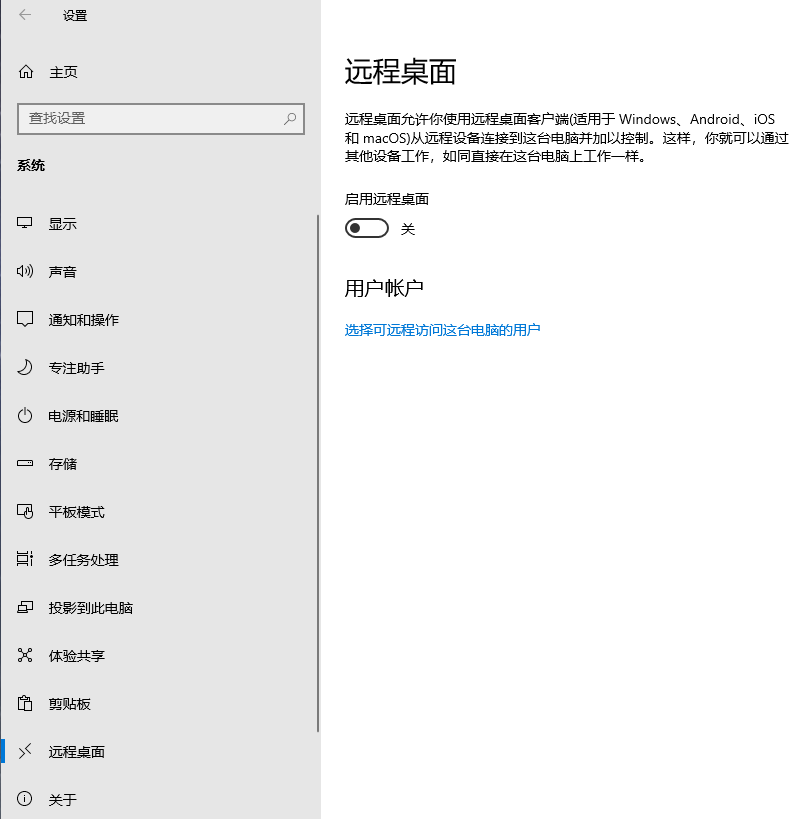 设置
主页
查找设置
系统
显示
声音
通知和操作
专注助手
电源和睡眠
存储
平板模式
多任务处理
投影到此电脑
体验共享
剪贴板
远程桌面
关于
远程桌面
远程桌面允许你使用远程桌面客户端(适用于 Windows、Android、iOS
和 macOS)从远程设备连接到这台电脑并加以控制。这样，你就可以通过
其他设备工作，如同直接在这台电脑上工作一样。
启用远程桌面
关
用户帐户
选择可远程访问这台电脑的用户